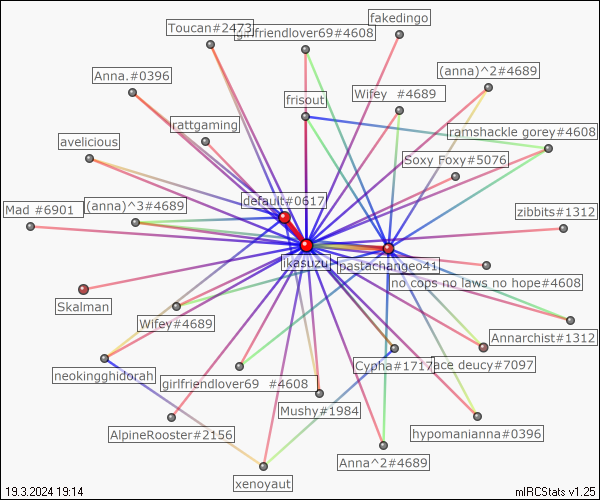 fakedingo
Toucan#2473
girlfriendlover69#4608
Anna.#0396
(anna)^2#4689
frisout
Wifey  #4689
rattgaming
ramshackle gorey#4608
avelicious
Soxy Foxy#5076
default#0617
Mad #6901
(anna)^3#4689
zibbits#1312
ikasuzu
pastachangeo41
no cops no laws no hope#4608
Skalman
Wifey#4689
Annarchist#1312
neokingghidorah
girlfriendlover69  #4608
Cypha#1717
ace deucy#7097
Mushy#1984
AlpineRooster#2156
hypomanianna#0396
Anna^2#4689
xenoyaut
19.3.2024 19:14
mIRCStats v1.25